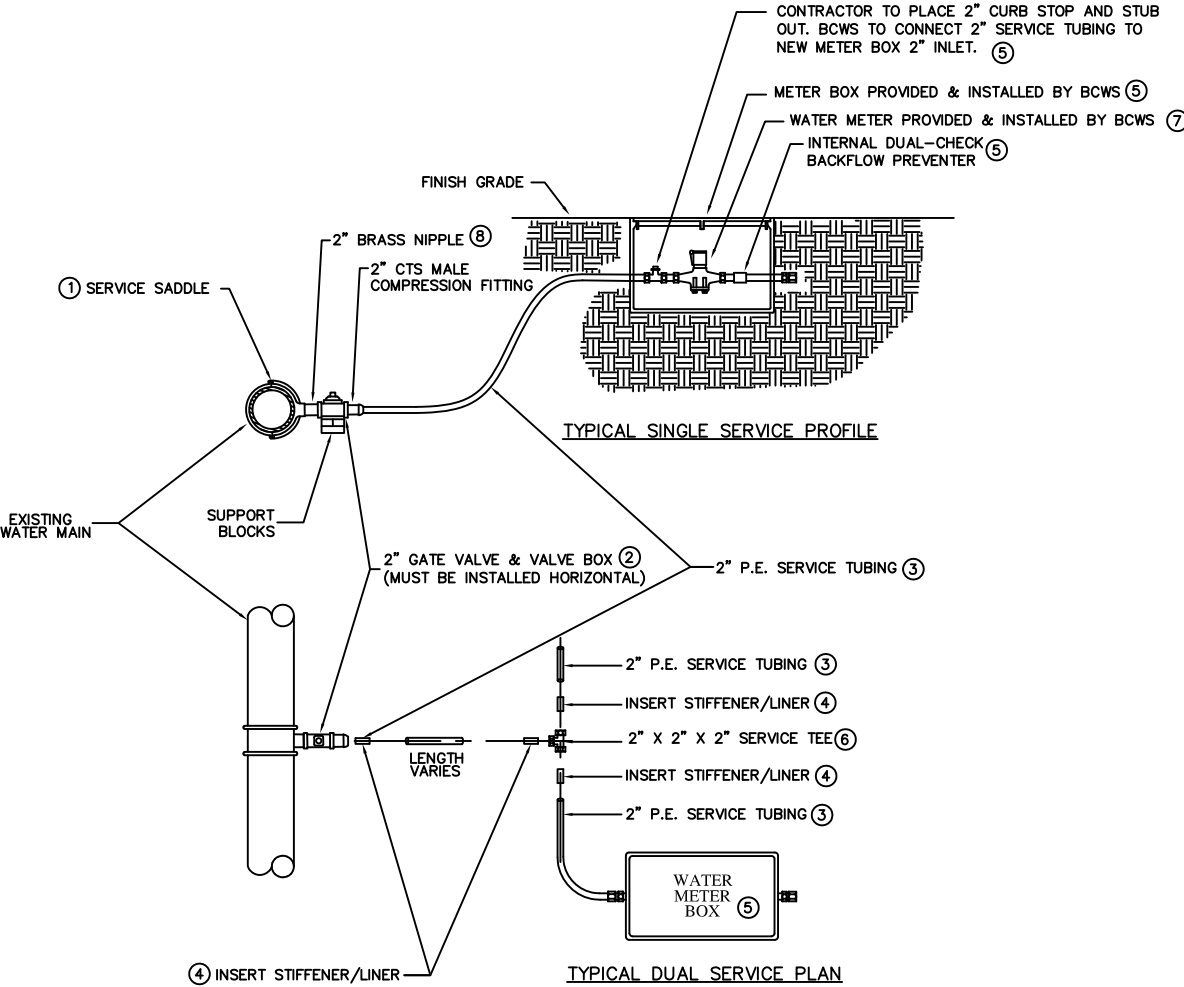 CONTRACTOR TO PLACE 2" CURB STOP AND STUB
OUT. BCWS TO CONNECT 2" SERVICE TUBING TO
NEW METER BOX 2" INLET. 5
METER BOX PROVIDED & INSTALLED BY BCWS 5
WATER METER PROVIDED & INSTALLED BY BCWS 7
INTERNAL DUAL-CHECK 5
BACKFLOW PREVENTER
FINISH GRADE
2" BRASS NIPPLE 8
2" CTS MALE
COMPRESSION FITTING
1 SERVICE SADDLE
TYPICAL SINGLE SERVICE PROFILE
EXISTING
WATER MAIN
SUPPORT
BLOCKS
2" GATE VALVE & VALVE BOX 2
(MUST BE INSTALLED HORIZONTAL)
2" P.E. SERVICE TUBING 3
2" P.E. SERVICE TUBING 3
INSERT STIFFENER/LINER 4
2" X 2" X 2" SERVICE TEE 6
LENGTH
VARIES
INSERT STIFFENER/LINER 4
2" P.E. SERVICE TUBING 3
WATER
METER
BOX 5
4 INSERT STIFFENER/LINER
TYPICAL DUAL SERVICE PLAN